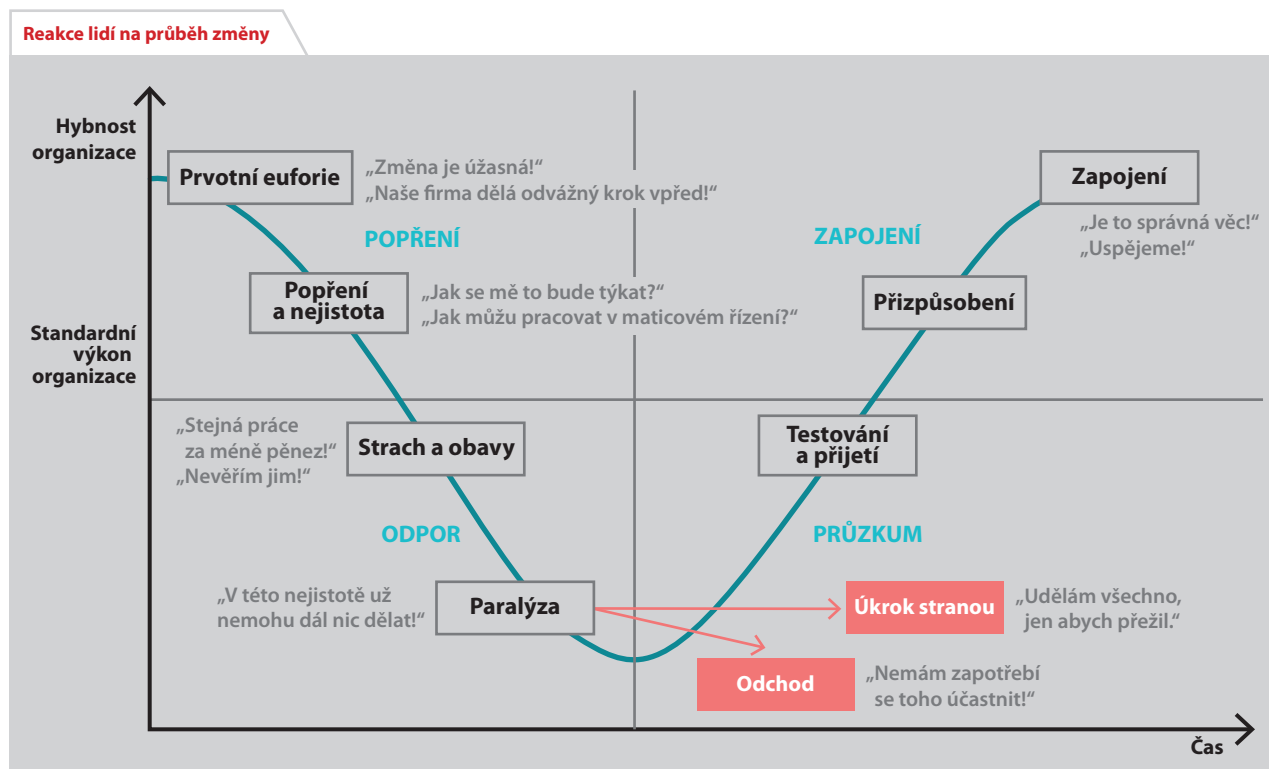 Reakce lidí na průběh změny
Hybnost
organizace
Prvotní euforie
„Změna je úžasná!“
„Naše firma dělá odvážný krok vpřed!“
Zapojení
„Je to správná věc!“
„Uspějeme!“
POPŘENÍ
ZAPOJENÍ
Popření
a nejistota
„Jak se mě to bude týkat?“
„Jak můžu pracovat v maticovém řízení?“
Přizpůsobení
Standardní
výkon
organizace
„Stejná práce
za méně pěnez!“
„Nevěřím jim!“
Strach a obavy
Testování
a přijetí
ODPOR
PRŮZKUM
„V této nejistotě už
nemohu dál nic dělat!“
Paralýza
Úkrok stranou
„Udělám všechno,
jen abych přežil.“
Odchod
„Nemám zapotřebí
se toho účastnit!“
Čas